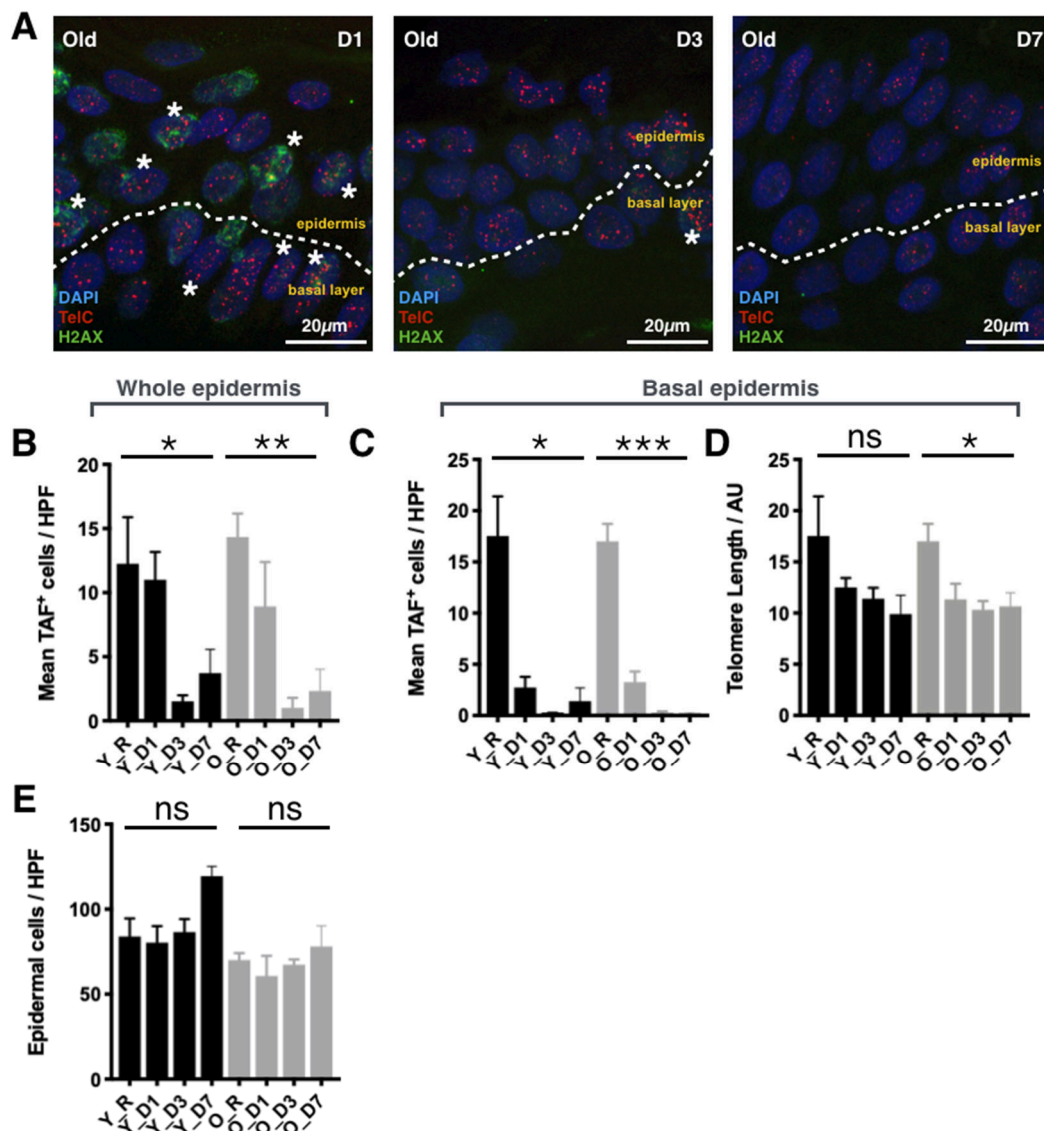 A
Old D1
epidermis
basal layer
DAPI
TelC
H2AX
20μm
Old D3
epidermis
basal layer
DAPI
TelC
H2AX
20μm
Old D7
epidermis
basal layer
DAPI
TelC
H2AX
20μm
Whole epidermis
Basal epidermis
B
* **
Mean TAF⁺ cells / HPF
20
15
10
5
0
Y_R Y_D1 Y_D3 Y_D7 O_R O_D1 O_D3 O_D7
C
* ***
Mean TAF⁺ cells / HPF
25
20
15
10
5
0
Y_R Y_D1 Y_D3 Y_D7 O_R O_D1 O_D3 O_D7
D
ns *
Telomere Length / AU
25
20
15
10
5
0
Y_R Y_D1 Y_D3 Y_D7 O_R O_D1 O_D3 O_D7
E
ns ns
Epidermal cells / HPF
150
100
50
0
Y_R Y_D1 Y_D3 Y_D7 O_R O_D1 O_D3 O_D7